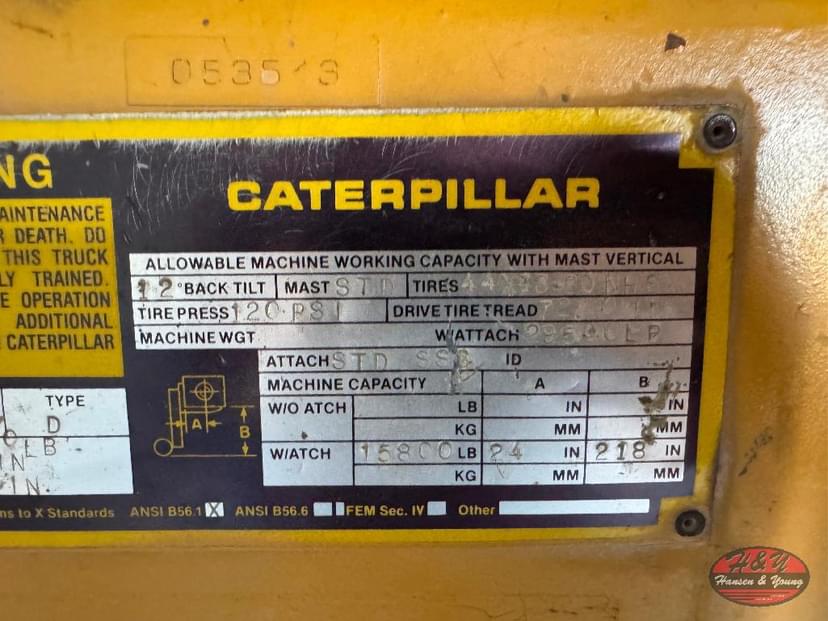 0535/3
NG
CATERPILLAR
AINTENANCE
R DEATH. DO
THIS TRUCK
LY TRAINED.
E OPERATION
ADDITIONAL
CATERPILLAR
ALLOWABLE MACHINE WORKING CAPACITY WITH MAST VERTICAL
12° BACK TILT MAST STD TIRES
TIRE PRESS 120 PSI DRIVE TIRE TREAD
MACHINE WGT W/ATTACH
ATTACH STD ID
MACHINE CAPACITY A B
W/O ATCH LB IN IN
KG MM MM
W/ATCH 15800 LB 24 IN 218 IN
KG MM MM
TYPE
D
LB
IN
IN
A
B
ns to X Standards ANSI B56.1 X ANSI B56.6 FEM Sec. IV Other
H&Y
Hansen & Young